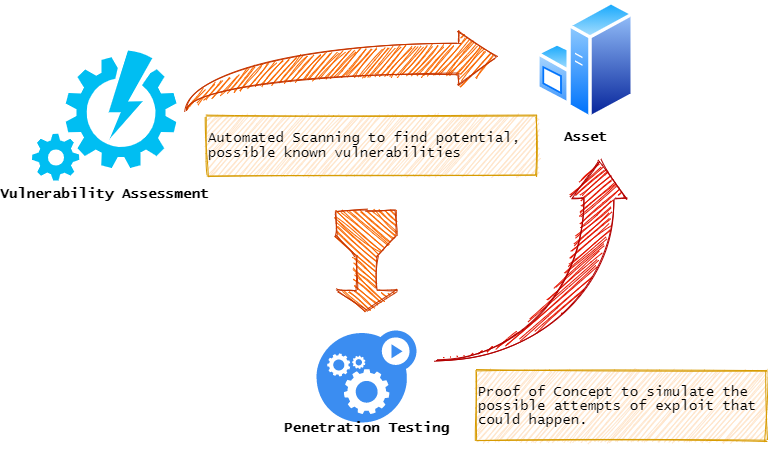 Asset
Automated Scanning to find potential,
possible known vulnerabilities
Vulnerability Assessment
Proof of Concept to simulate the
possible attempts of exploit that
could happen.
Penetration Testing